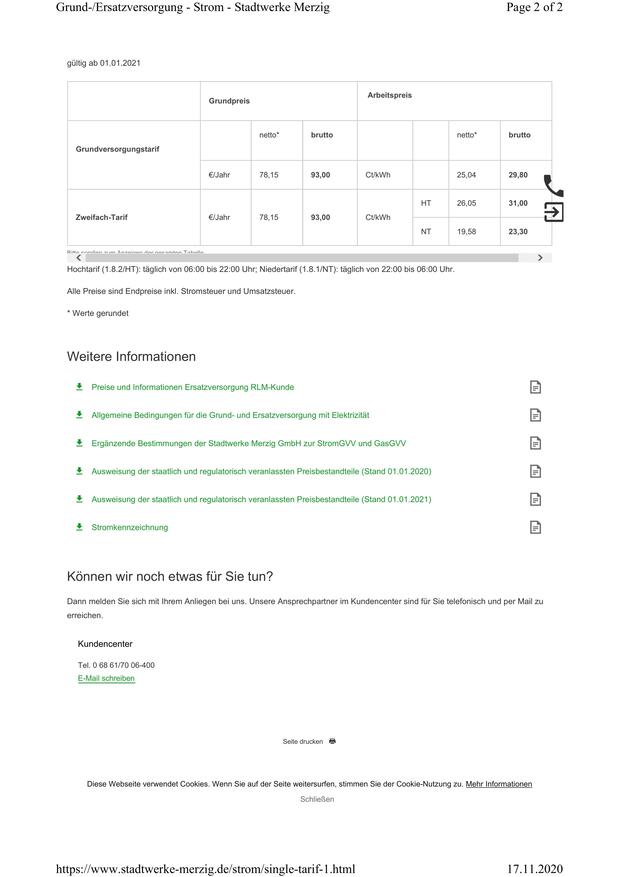 Grund-/Ersatzversorgung - Strom - Stadtwerke Merzig Page 2 of 2
gültig ab 01.01.2021
Grundpreis Arbeitspreis
Grundversorgungstarif netto* brutto netto* brutto
€/Jahr 78,15 93,00 Ct/kWh 25,04 29,80
Zweifach-Tarif €/Jahr 78,15 93,00 Ct/kWh HT 26,05 31,00
NT 19,58 23,30
Hochtarif (1.8.2/HT): täglich von 06:00 bis 22:00 Uhr; Niedertarif (1.8.1/NT): täglich von 22:00 bis 06:00 Uhr.
Alle Preise sind Endpreise inkl. Stromsteuer und Umsatzsteuer.
* Werte gerundet
Weitere Informationen
Preise und Informationen Ersatzversorgung RLM-Kunde
Allgemeine Bedingungen für die Grund- und Ersatzversorgung mit Elektrizität
Ergänzende Bestimmungen der Stadtwerke Merzig GmbH zur StromGVV und GasGVV
Ausweisung der staatlich und regulatorisch veranlassten Preisbestandteile (Stand 01.01.2020)
Ausweisung der staatlich und regulatorisch veranlassten Preisbestandteile (Stand 01.01.2021)
Stromkennzeichnung
Können wir noch etwas für Sie tun?
Dann melden Sie sich mit Ihrem Anliegen bei uns. Unsere Ansprechpartner im Kundencenter sind für Sie telefonisch und per Mail zu
erreichen.
Kundencenter
Tel. 0 68 61/70 06-400
E-Mail schreiben
Seite drucken
Diese Webseite verwendet Cookies. Wenn Sie auf der Seite weitersurfen, stimmen Sie der Cookie-Nutzung zu. Mehr Informationen
Schließen
https://www.stadtwerke-merzig.de/strom/single-tarif-1.html 17.11.2020